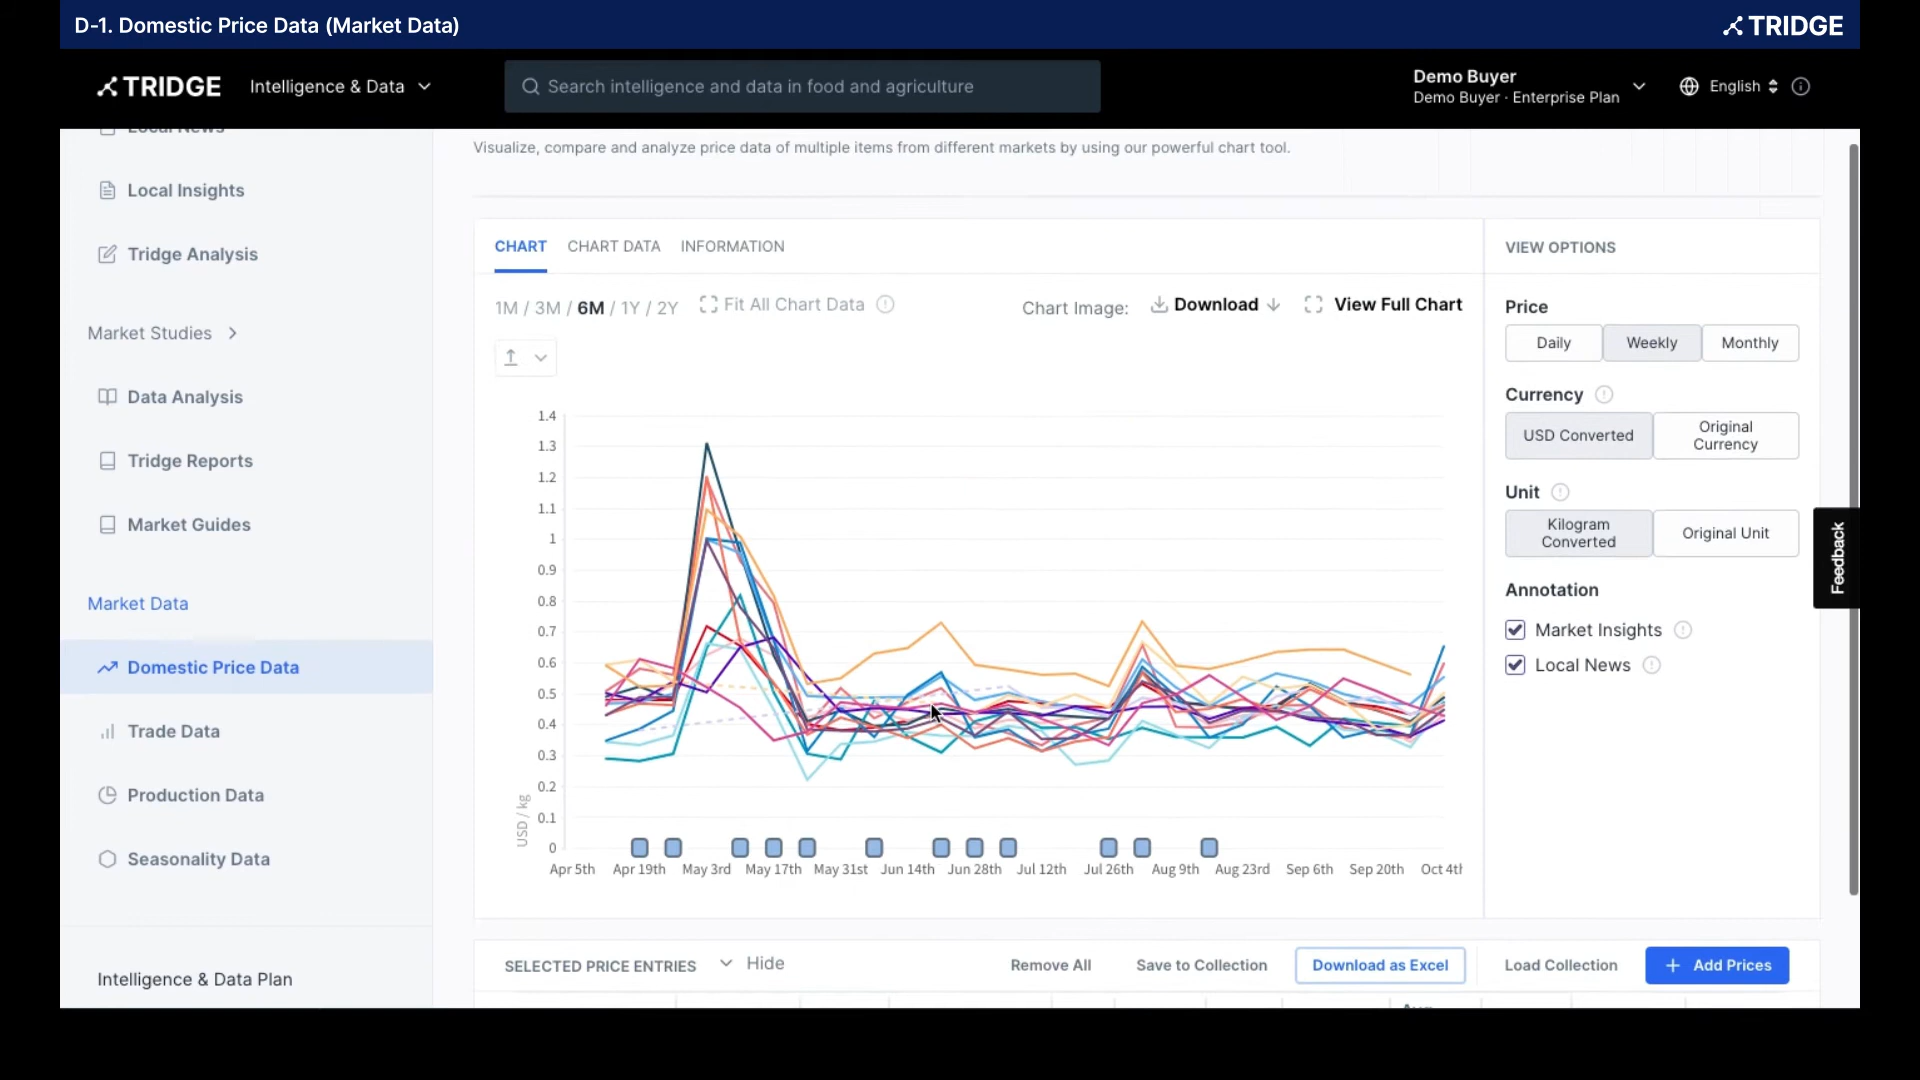 D-1. Domestic Price Data (Market Data)
TRIDGE
TRIDGE
Intelligence & Data
Search intelligence and data in food and agriculture
Demo Buyer
Demo Buyer · Enterprise Plan
English
Local News
Local Insights
Tridge Analysis
Market Studies
Data Analysis
Tridge Reports
Market Guides
Market Data
Domestic Price Data
Trade Data
Production Data
Seasonality Data
Intelligence & Data Plan
Visualize, compare and analyze price data of multiple items from different markets by using our powerful chart tool.
CHART
CHART DATA
INFORMATION
1M / 3M / 6M / 1Y / 2Y
Fit All Chart Data
Chart Image:
Download
View Full Chart
1.4
1.3
1.2
1.1
1
0.9
0.8
0.7
0.6
0.5
0.4
0.3
0.2
0.1
0
USD / kg
Apr 5th
Apr 19th
May 3rd
May 17th
May 31st
Jun 14th
Jun 28th
Jul 12th
Jul 26th
Aug 9th
Aug 23rd
Sep 6th
Sep 20th
Oct 4th
VIEW OPTIONS
Price
Daily
Weekly
Monthly
Currency
USD Converted
Original
Currency
Unit
Kilogram
Converted
Original Unit
Annotation
Market Insights
Local News
Feedback
SELECTED PRICE ENTRIES
Hide
Remove All
Save to Collection
Download as Excel
Load Collection
Add Prices